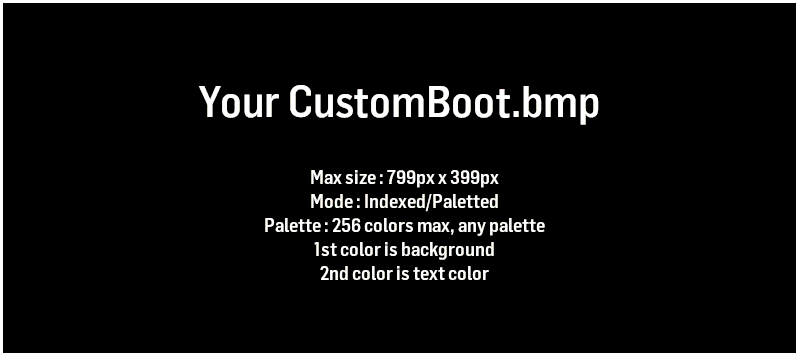 Your CustomBoot.bmp
Max size : 799px x 399px
Mode : Indexed/Paletted
Palette : 256 colors max, any palette
1st color is background
2nd color is text color